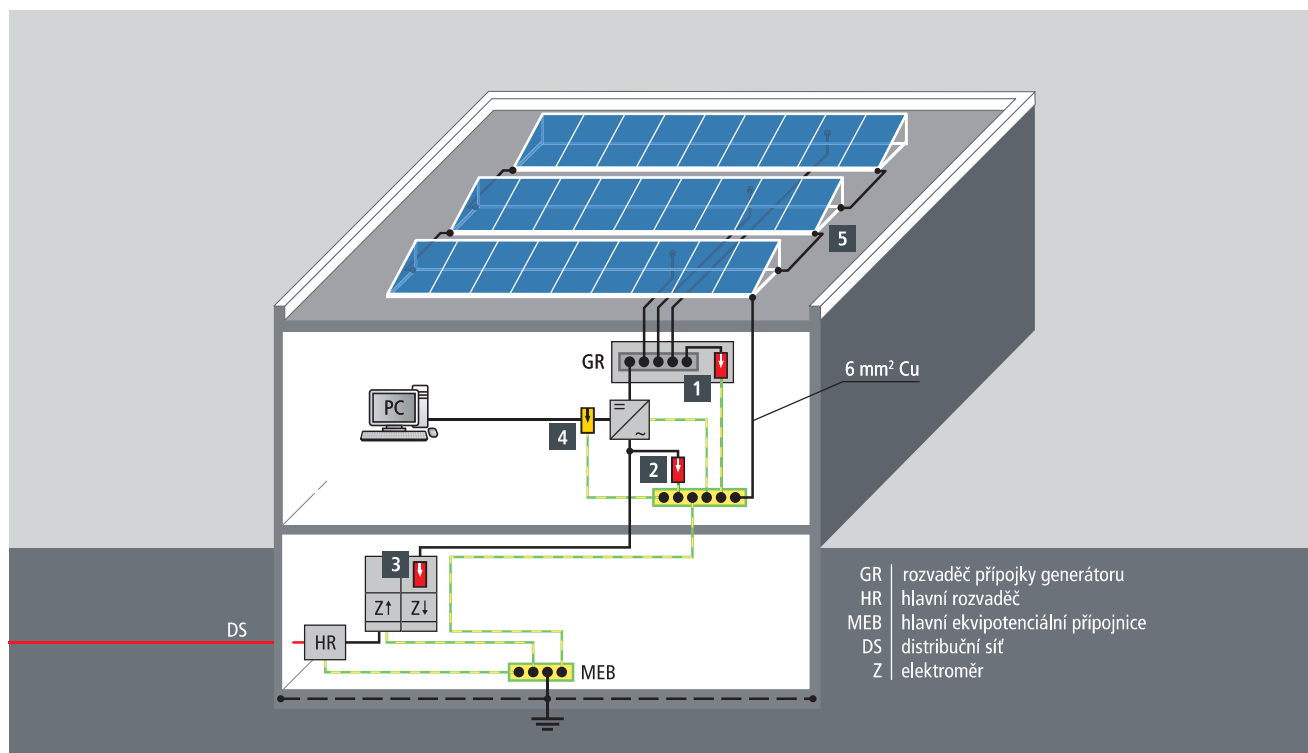 5
GR
1
6 mm² Cu
PC
4
2
3
Z↑ Z↓
DS
HR
MEB
GR rozvaděč přípojky generátoru
HR hlavní rozvaděč
MEB hlavní ekvipotenciální přípojnice
DS distribuční síť
Z elektroměr